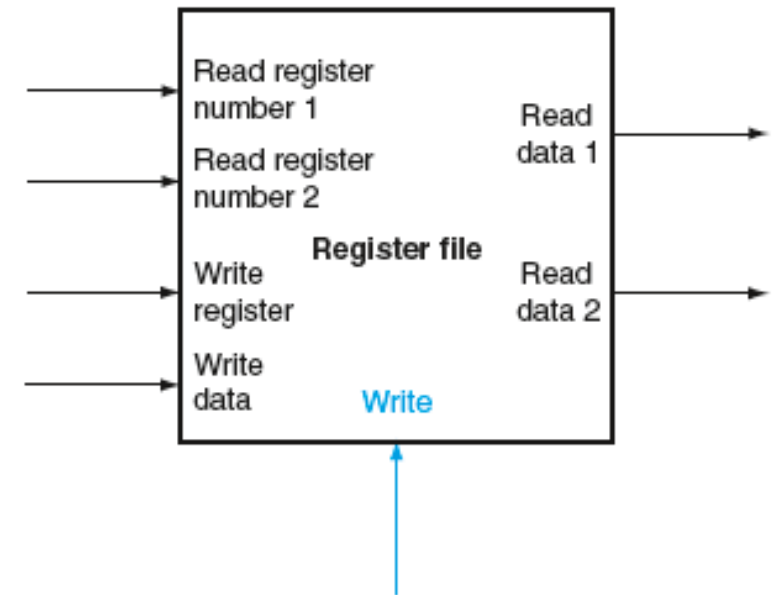 Read register
number 1
Read
data 1
Read register
number 2
Register file
Write
register
Read
data 2
Write
data
Write